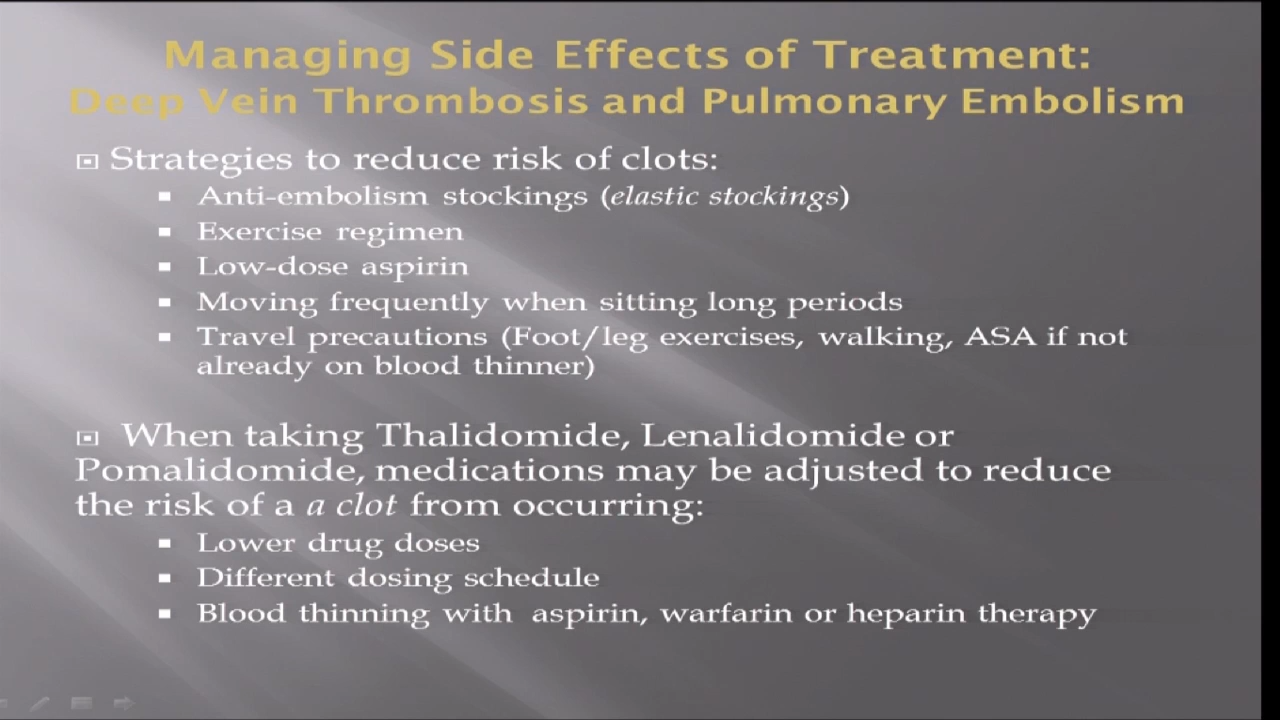 Managing Side Effects of Treatment:
Deep Vein Thrombosis and Pulmonary Embolism
Strategies to reduce risk of clots:
Anti-embolism stockings (elastic stockings)
Exercise regimen
Low-dose aspirin
Moving frequently when sitting long periods
Travel precautions (Foot/leg exercises, walking, ASA if not
already on blood thinner)
When taking Thalidomide, Lenalidomide or
Pomalidomide, medications may be adjusted to reduce
the risk of a a clot from occurring:
Lower drug doses
Different dosing schedule
Blood thinning with aspirin, warfarin or heparin therapy